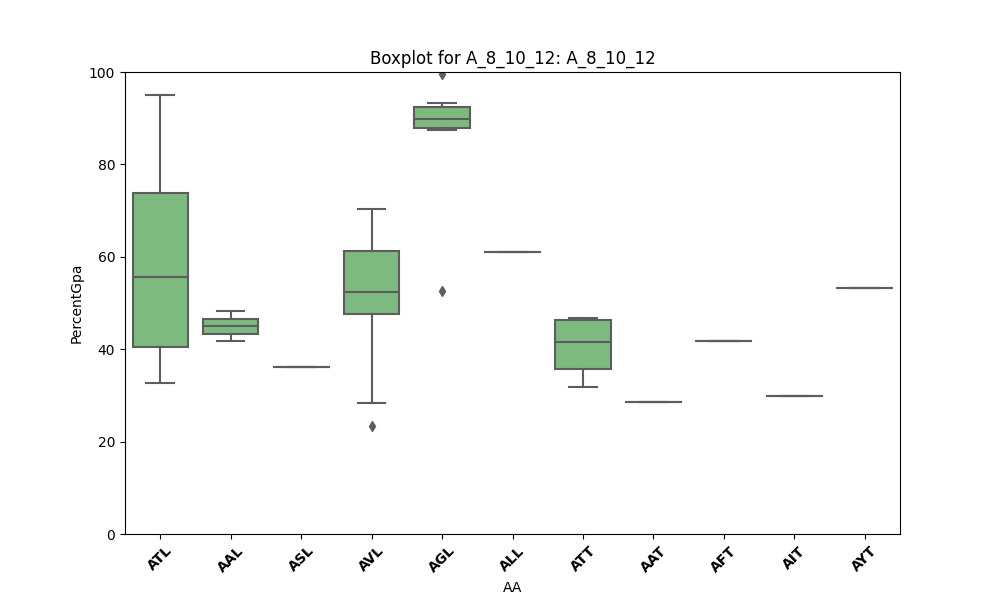 Boxplot for A_8_10_12: A_8_10_12
100
80
60
40
20
0
PercentGpa
ATL AAL ASL AVL AGL ALL ATT AAT AFT AIT AYT
AA